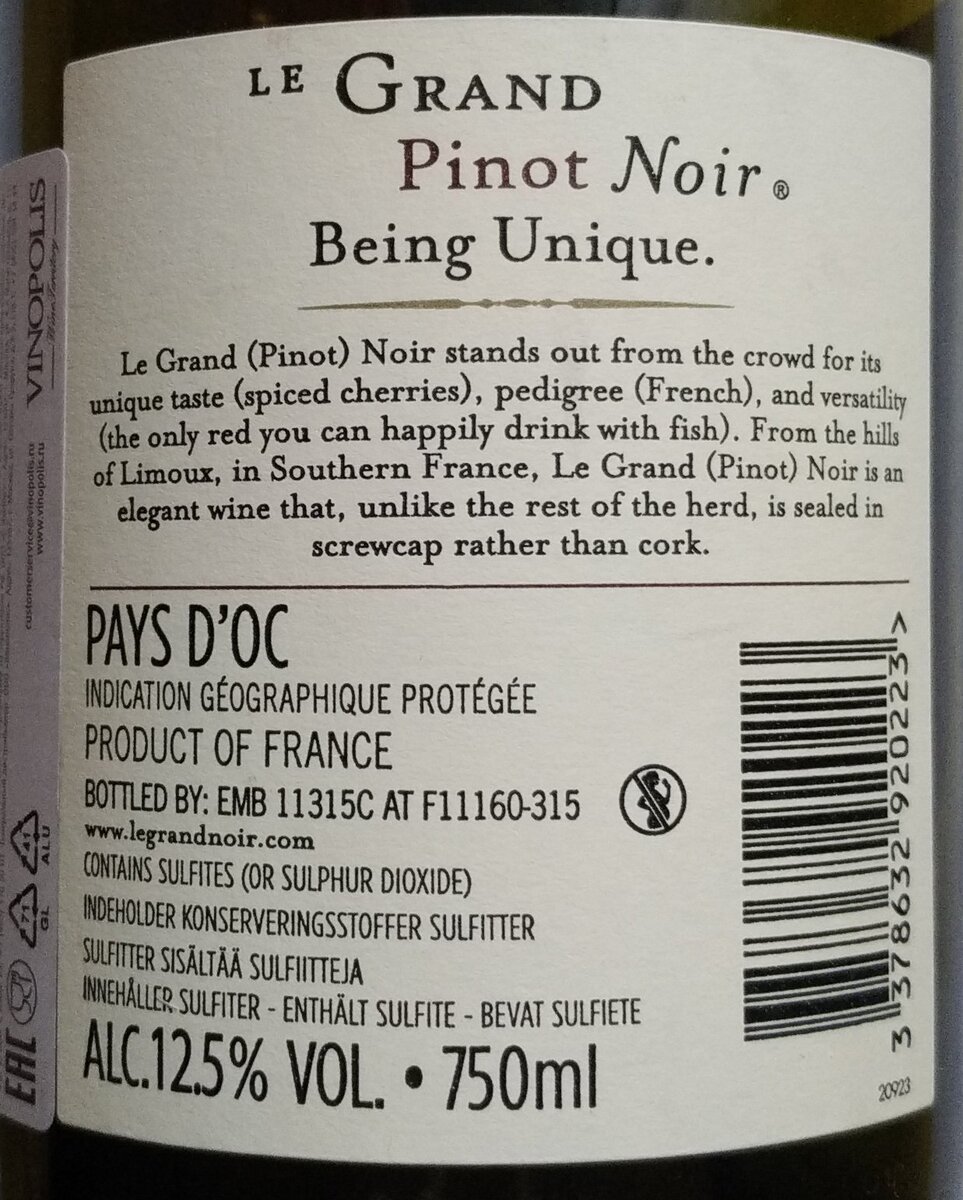 LE GRAND
Pinot Noir®
Being Unique.
Le Grand (Pinot) Noir stands out from the crowd for its
unique taste (spiced cherries), pedigree (French), and versatility
(the only red you can happily drink with fish). From the hills
of Limoux, in Southern France, Le Grand (Pinot) Noir is an
elegant wine that, unlike the rest of the herd, is sealed in
screwcap rather than cork.
PAYS D'OC
INDICATION GÉOGRAPHIQUE PROTÉGÉE
PRODUCT OF FRANCE
BOTTLED BY: EMB 11315C AT F11160-315
www.legrandnoir.com
CONTAINS SULFITES (OR SULPHUR DIOXIDE)
INDEHOLDER KONSERVERINGSSTOFFER SULFITTER
SULFITTER SISÄLTÄÄ SULFIITTEJA
INNEHÅLLER SULFITER - ENTHÄLT SULFITE - BEVAT SULFIETE
ALC.12.5% VOL. • 750ml
3 378632 920223 >
20923
VINOPOLIS
customerservice@vinopolis.ru
www.vinopolis.ru
41
ALU
71
GL
EAC